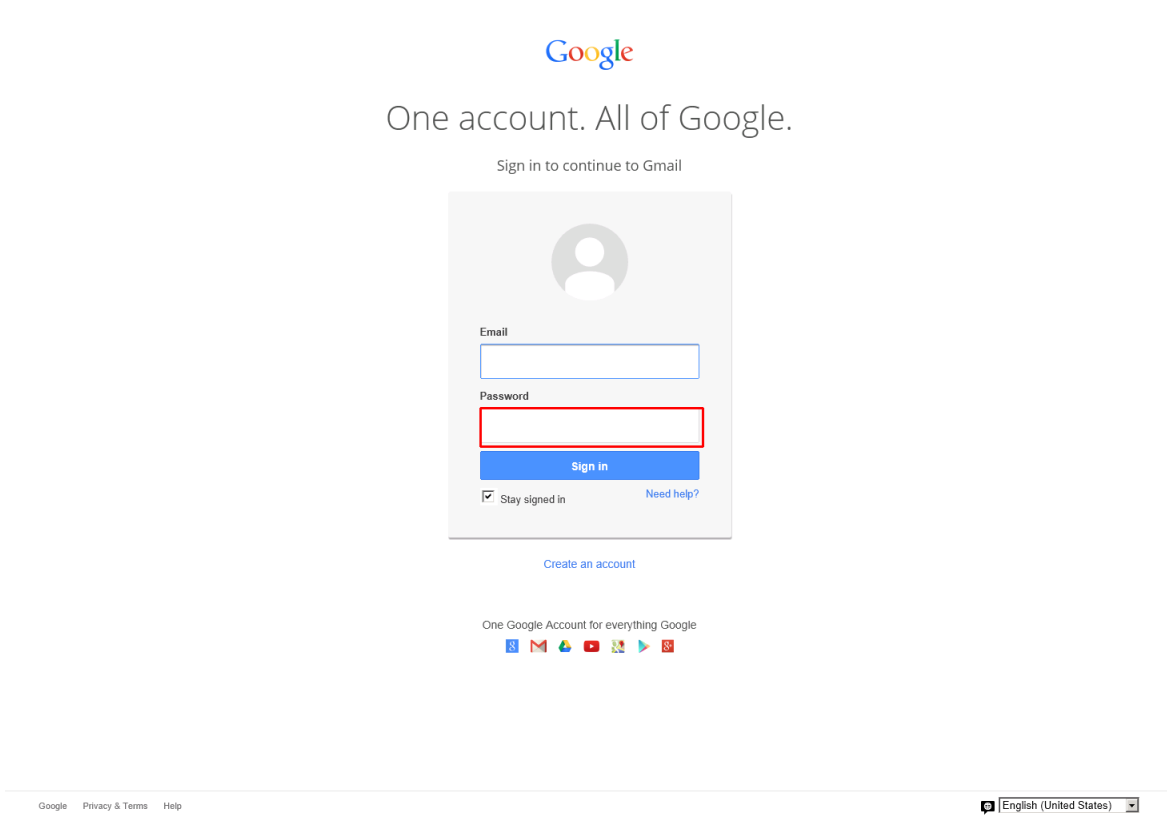 Google
One account. All of Google.
Sign in to continue to Gmail
Email
Password
Sign in
Stay signed in
Need help?
Create an account
One Google Account for everything Google
Google Privacy & Terms Help English (United States)